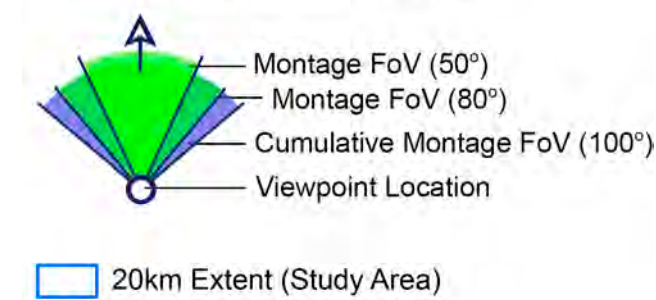 Montage FoV (50°)
Montage FoV (80°)
Cumulative Montage FoV (100°)
Viewpoint Location
20km Extent (Study Area)